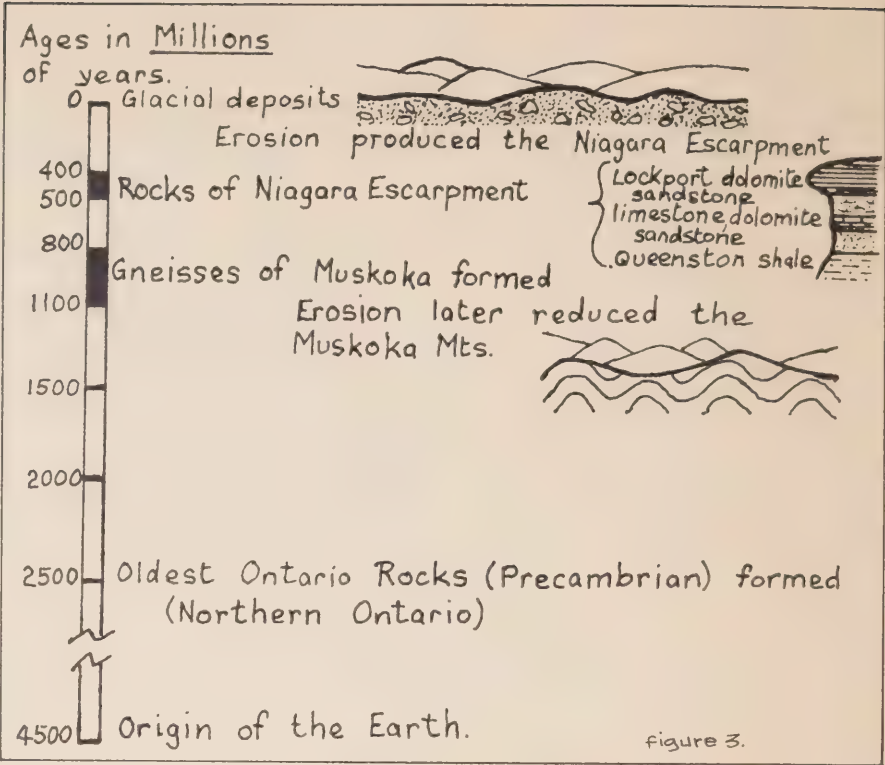 Ages in Millions
of years.
0 Glacial deposits
Erosion produced the Niagara Escarpment
400
500 Rocks of Niagara Escarpment
Lockport dolomite
sandstone
limestone dolomite
sandstone
Queenston shale
800
Gneisses of Muskoka formed
1100
Erosion later reduced the
Muskoka Mts.
1500
2000
2500 Oldest Ontario Rocks (Precambrian) formed
(Northern Ontario)
4500 Origin of the Earth.
figure 3.